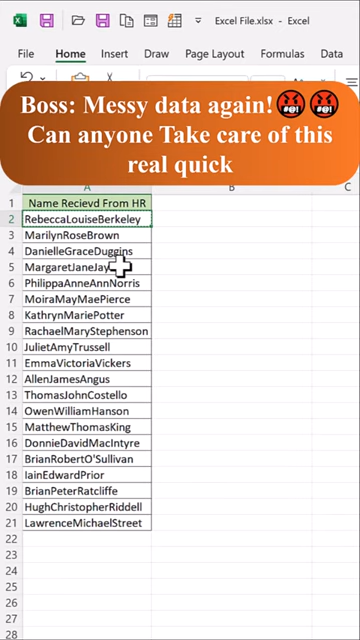 Excel File.xlsx - Excel
File Home Insert Draw Page Layout Formulas Data
Boss: Messy data again!🤬🤬
Can anyone Take care of this
real quick
A B C
1 Name Recievd From HR
2 RebeccaLouiseBerkeley
3 MarilynRoseBrown
4 DanielleGraceDuggins
5 MargaretJaneJay
6 PhilippaAnneAnnNorris
7 MoiraMayMaePierce
8 KathrynMariePotter
9 RachaelMaryStephenson
10 JulietAmyTrussell
11 EmmaVictoriaVickers
12 AllenJamesAngus
13 ThomasJohnCostello
14 OwenWilliamHanson
15 MatthewThomasKing
16 DonnieDavidMacIntyre
17 BrianRobertO'Sullivan
18 IainEdwardPrior
19 BrianPeterRatcliffe
20 HughChristopherRiddell
21 LawrenceMichaelStreet
22
23
24
25
26
27
28